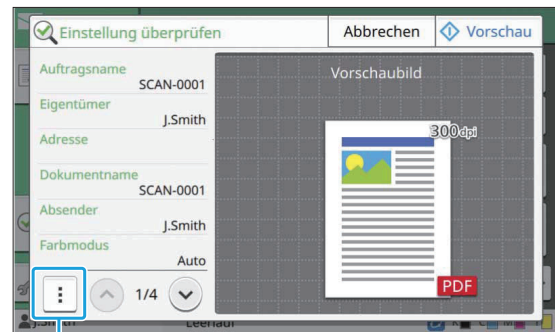 Einstellung überprüfen
Abbrechen
Vorschau
Auftragsname
SCAN-0001
Eigentümer
J.Smith
Adresse
Dokumentname
SCAN-0001
Absender
J.Smith
Farbmodus
Auto
1/4
Vorschaubild
300dpi
PDF
J.Smith
Leerlauf